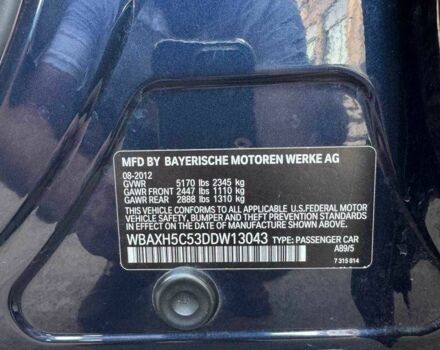 MFD BY BAYERISCHE MOTOREN WERKE AG
08-2012
GVWR 5170 lbs 2345 kg
GAWR FRONT 2447 lbs 1110 kg
GAWR REAR 2888 lbs 1310 kg
THIS VEHICLE CONFORMS TO ALL APPLICABLE U.S.FEDERAL MOTOR
VEHICLE SAFETY, BUMPER AND THEFT PREVENTION STANDARDS
IN EFFECT ON THE DATE OF MANUFACTURE SHOWN ABOVE.
WBAXH5C53DDW13043 TYPE: PASSENGER CAR
A89/5
7 315 814